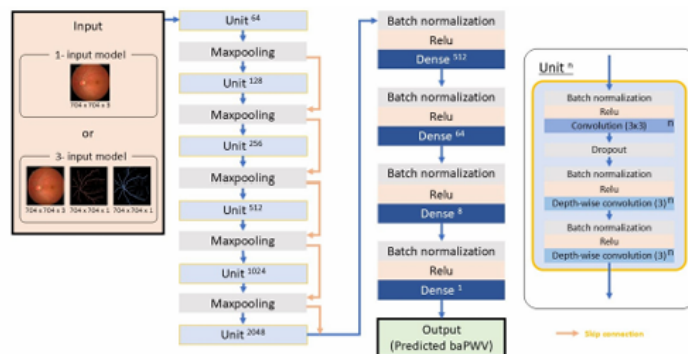 Input
1- input model
704 x 704 x 3
or
3- input model
704 x 704 x 3 704 x 704 x 1 704 x 704 x 1
Unit 64
Maxpooling
Unit 128
Maxpooling
Unit 256
Maxpooling
Unit 512
Maxpooling
Unit 1024
Maxpooling
Unit 2048
Batch normalization
Relu
Dense 512
Batch normalization
Relu
Dense 64
Batch normalization
Relu
Dense 8
Batch normalization
Relu
Dense 1
Output
(Predicted baPWV)
Unit n
Batch normalization
Relu
Convolution (3x3) n
Dropout
Batch normalization
Relu
Depth-wise convolution (3) n
Batch normalization
Relu
Depth-wise convolution (3) n
Skip connection